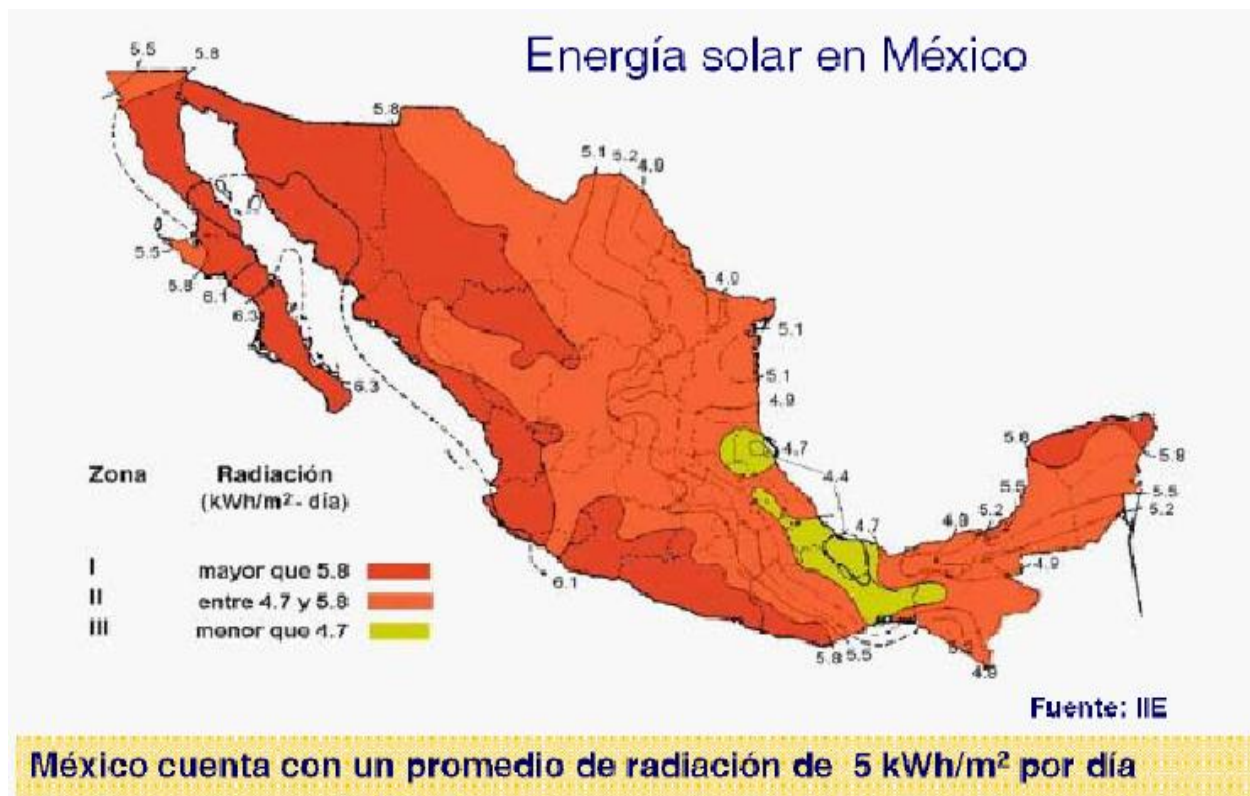 Energía solar en México
5.5
5.8
5.8
5.1 5.2 4.9
5.5
5.8
6.1
6.3
6.3
4.9
5.1
5.1
4.9
4.7
4.4
4.7
5.8
5.8
5.5
5.2
5.5
5.2
4.9
4.9
6.1
5.8 5.5
4.9
Zona Radiación
(kWh/m²- día)
I mayor que 5.8
II entre 4.7 y 5.8
III menor que 4.7
Fuente: IIE
México cuenta con un promedio de radiación de 5 kWh/m² por día